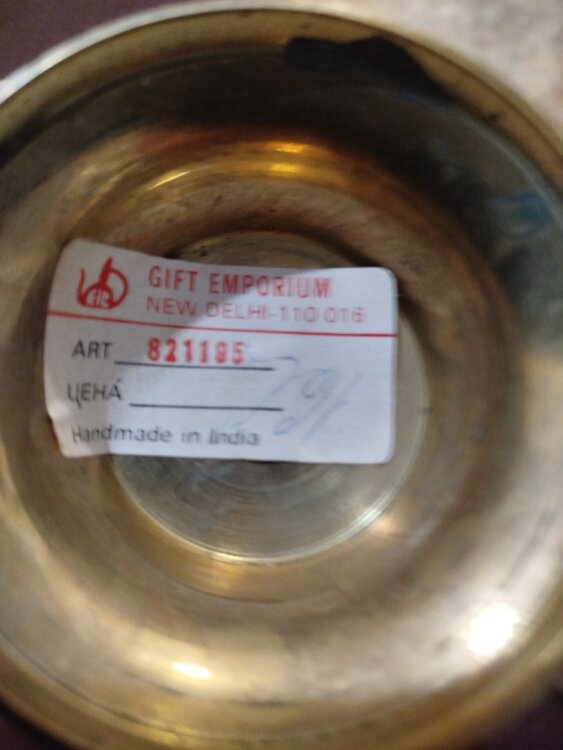 GIFT EMPORIUM
NEW DELHI-110 016
ART 821195
ЦЕНА
Handmade in India